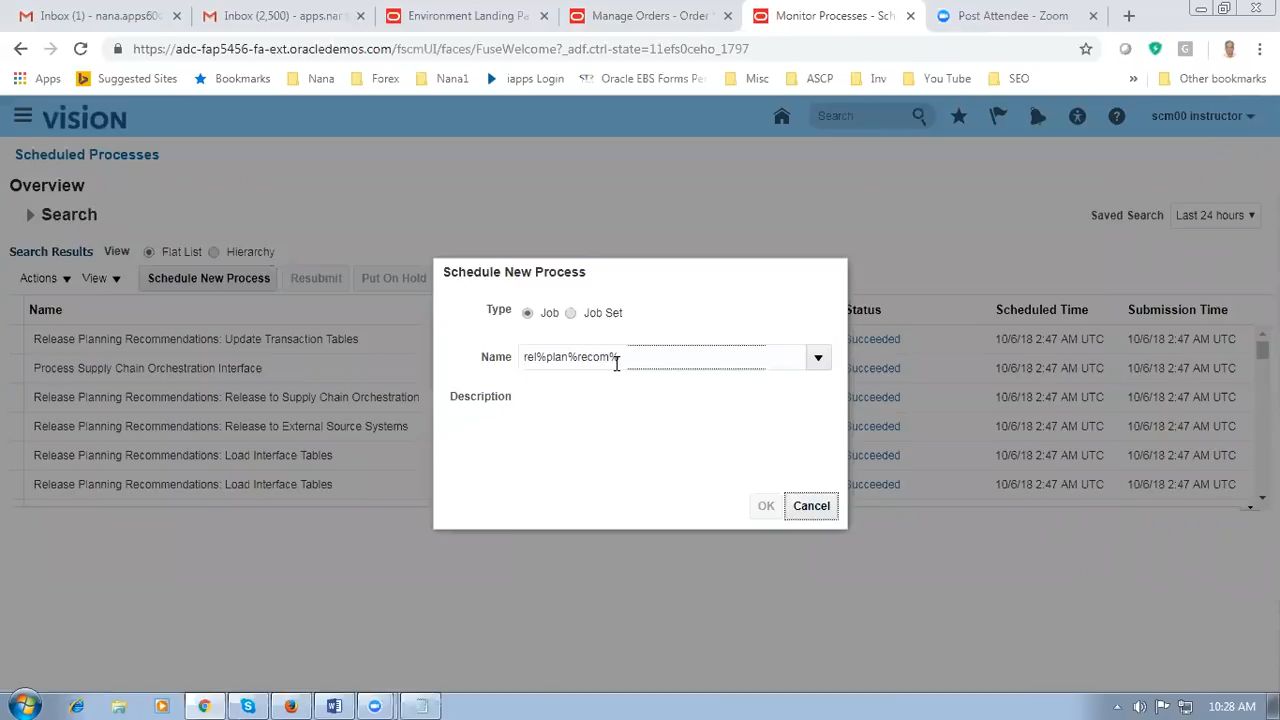 Inbox (1) - nana.apps60
Inbox (2,500) - appsmar
Environment Landing Pe
Manage Orders - Order
Monitor Processes - Sch
Post Attendee - Zoom
https://adc-fap5456-fa-ext.oracledemos.com/fscmUI/faces/FuseWelcome?_adf.ctrl-state=11efs0ceho_1797
Apps
Suggested Sites
Bookmarks
Nana
Forex
Nana1
iapps Login
Oracle EBS Forms Pe
Misc
ASCP
Inv
You Tube
SEO
»
Other bookmarks
VISION
Search
scm00 instructor
Scheduled Processes
Overview
Search
Saved Search
Last 24 hours
Search Results
View
Flat List
Hierarchy
Actions
View
Schedule New Process
Resubmit
Put On Hold
Name
Status
Scheduled Time
Submission Time
Release Planning Recommendations: Update Transaction Tables
Succeeded
10/6/18 2:47 AM UTC
10/6/18 2:47 AM UTC
Process Supply Chain Orchestration Interface
Succeeded
10/6/18 2:47 AM UTC
10/6/18 2:47 AM UTC
Release Planning Recommendations: Release to Supply Chain Orchestration
Succeeded
10/6/18 2:47 AM UTC
10/6/18 2:47 AM UTC
Release Planning Recommendations: Release to External Source Systems
Succeeded
10/6/18 2:47 AM UTC
10/6/18 2:47 AM UTC
Release Planning Recommendations: Load Interface Tables
Succeeded
10/6/18 2:47 AM UTC
10/6/18 2:47 AM UTC
Release Planning Recommendations: Load Interface Tables
Succeeded
10/6/18 2:47 AM UTC
10/6/18 2:47 AM UTC
Schedule New Process
Type
Job
Job Set
Name
rel%plan%recom%
Description
OK
Cancel
10:28 AM